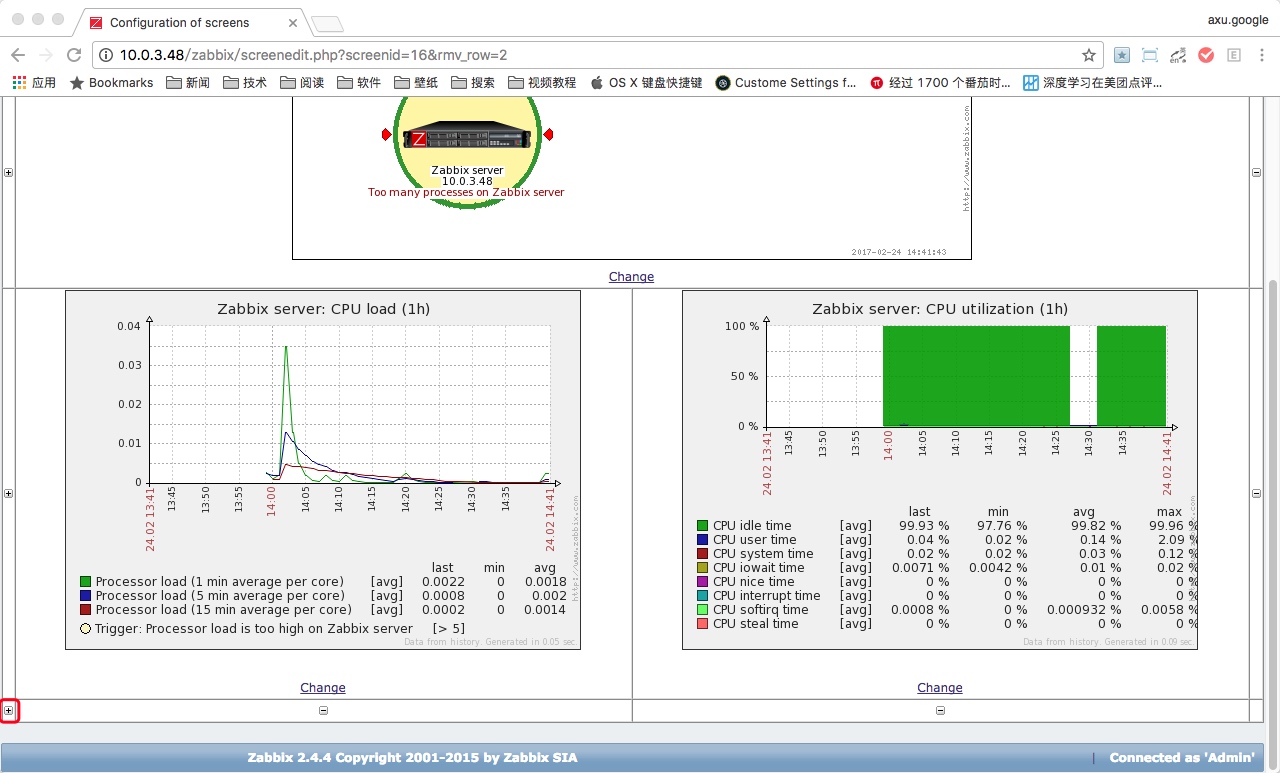 Configuration of screens
axu.google
10.0.3.48/zabbix/screenedit.php?screenid=16&rmv_row=2
应用 Bookmarks 新闻 技术 阅读 软件 壁纸 搜索 视频教程 OS X 键盘快捷键 Custome Settings f... 经过 1700 个番茄时... 深度学习在美团点评...
http://www.zabbix.com
Z
Zabbix server
10.0.3.48
Too many processes on Zabbix server
2017-02-24 14:41:43
Change
Zabbix server: CPU load (1h)
0.04
0.03
0.02
0.01
0
24.02 13:41 13:45 13:50 13:55 14:00 14:05 14:10 14:15 14:20 14:25 14:30 14:35 24.02 14:41
http://www.zabbix.com
last min avg
Processor load (1 min average per core) [avg] 0.0022 0 0.0018
Processor load (5 min average per core) [avg] 0.0008 0 0.002
Processor load (15 min average per core) [avg] 0.0002 0 0.0014
Trigger: Processor load is too high on Zabbix server [> 5]
Data from history. Generated in 0.05 sec.
Change
Zabbix server: CPU utilization (1h)
100 %
50 %
0 %
24.02 13:41 13:45 13:50 13:55 14:00 14:05 14:10 14:15 14:20 14:25 14:30 14:35 24.02 14:41
http://www.zabbix.com
last min avg max
CPU idle time [avg] 99.93 % 97.76 % 99.82 % 99.96 %
CPU user time [avg] 0.04 % 0.02 % 0.14 % 2.09 %
CPU system time [avg] 0.02 % 0.02 % 0.03 % 0.12 %
CPU iowait time [avg] 0.0071 % 0.0042 % 0.01 % 0.02 %
CPU nice time [avg] 0 % 0 % 0 % 0 %
CPU interrupt time [avg] 0 % 0 % 0 % 0 %
CPU softirq time [avg] 0.0008 % 0 % 0.000932 % 0.0058 %
CPU steal time [avg] 0 % 0 % 0 % 0 %
Data from history. Generated in 0.09 sec.
Change
Zabbix 2.4.4 Copyright 2001-2015 by Zabbix SIA
| Connected as 'Admin'